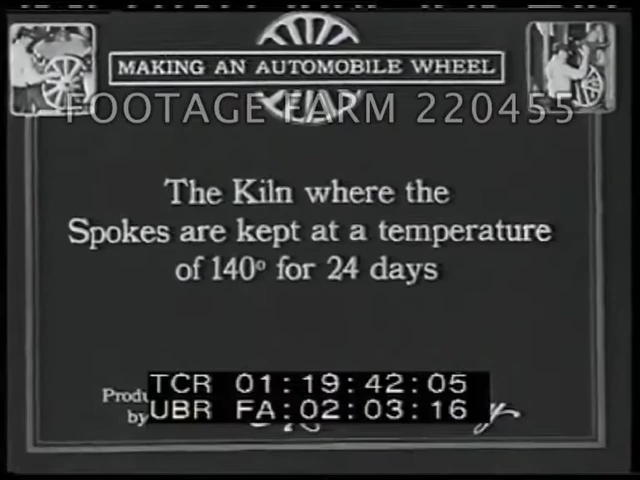 MAKING AN AUTOMOBILE WHEEL
FOOTAGE FARM 220455
The Kiln where the
Spokes are kept at a temperature
of 140° for 24 days
TCR 01:19:42:05
by UBR FA:02:03:16